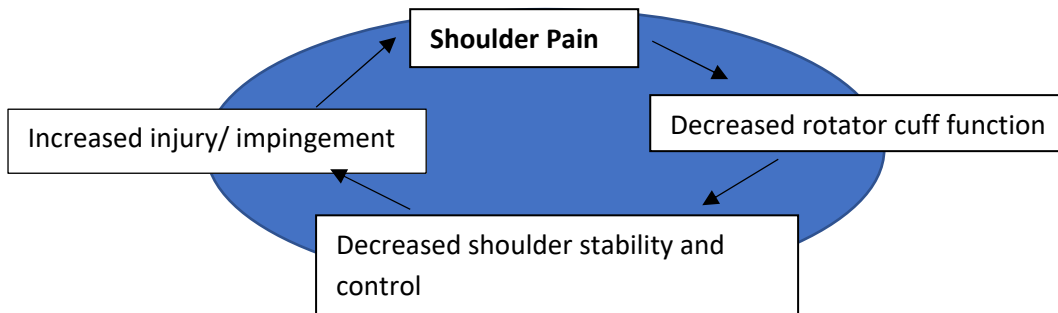 Shoulder Pain
Decreased rotator cuff function
Decreased shoulder stability and
control
Increased injury/ impingement